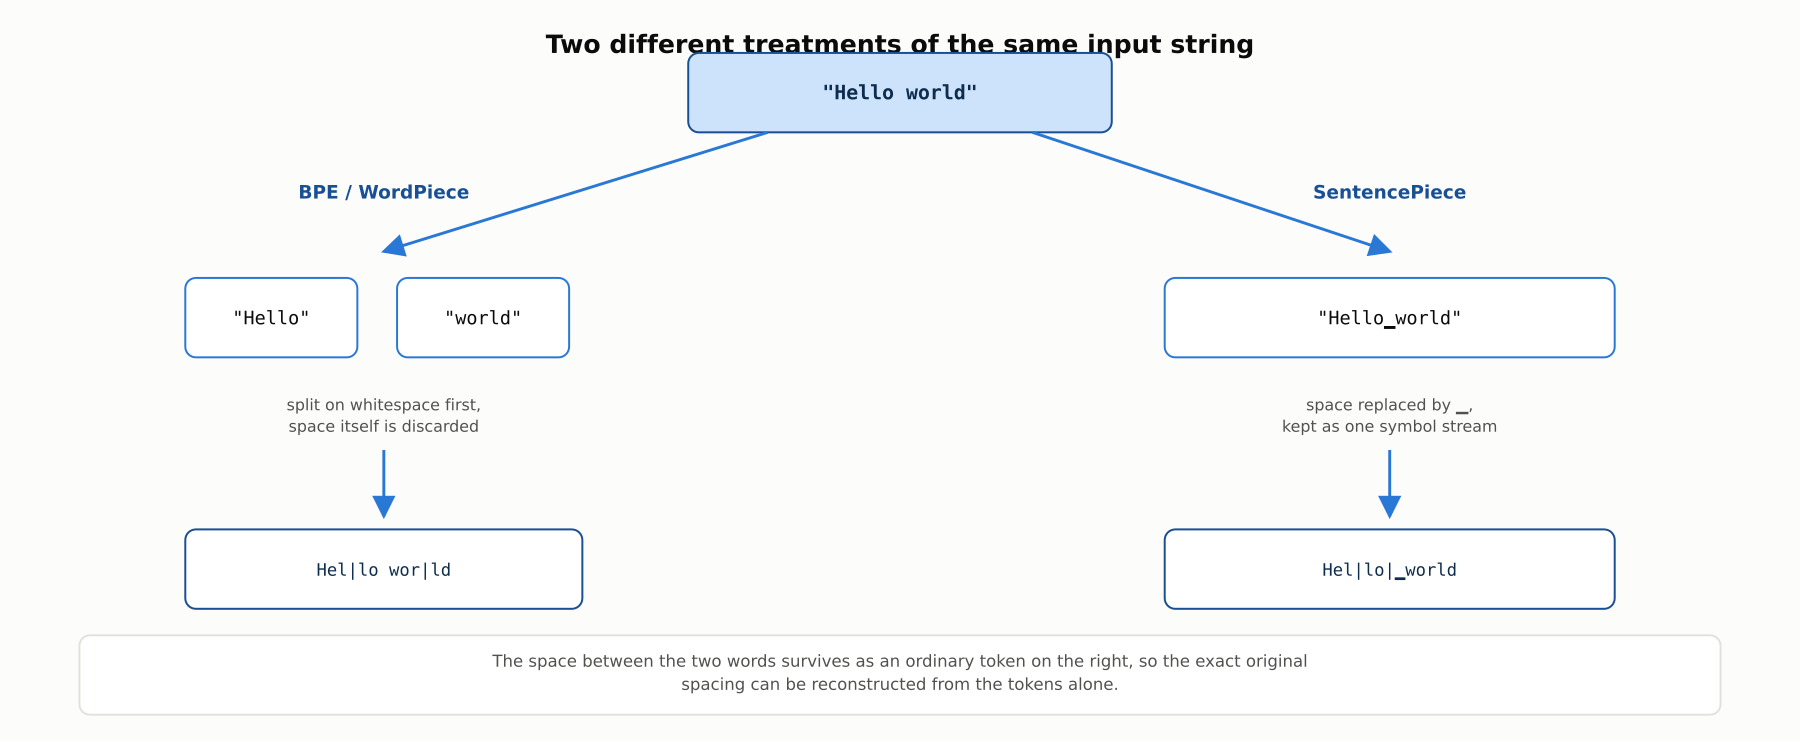 Two different treatments of the same input string
"Hello world"
BPE / WordPiece
SentencePiece
"Hello"
"world"
"Hello▁world"
split on whitespace first,
space itself is discarded
space replaced by ▁,
kept as one symbol stream
Hel|lo wor|ld
Hel|lo|▁world
The space between the two words survives as an ordinary token on the right, so the exact original
spacing can be reconstructed from the tokens alone.